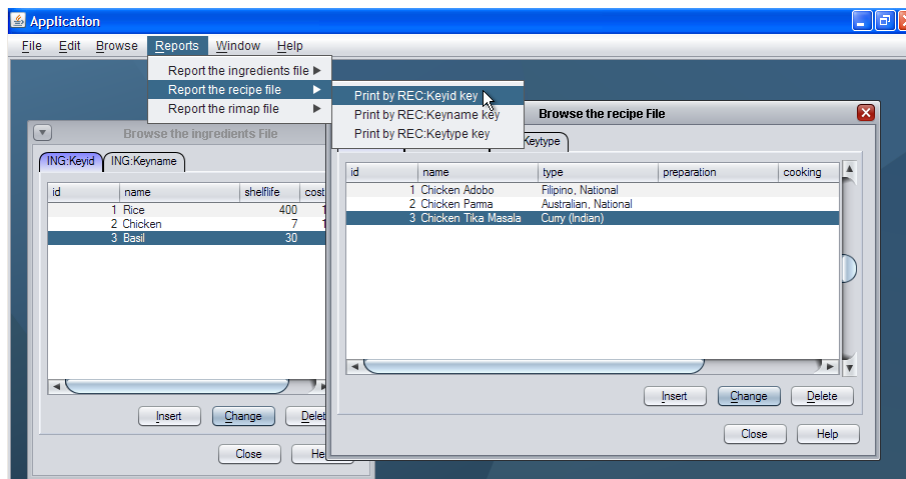 Application
File Edit Browse Reports Window Help
Report the ingredients file
Report the recipe file
Report the rimap file
Print by REC:Keyid key
Print by REC:Keyname key
Print by REC:Keytype key
Browse the ingredients File
ING:Keyid ING:Keyname
id name shelflife cost
1 Rice 400 1
2 Chicken 7 1
3 Basil 30
Insert Change Delet
Close He
Browse the recipe File
Keytype
id name type preparation cooking
1 Chicken Adobo Filipino, National
2 Chicken Parma Australian, National
3 Chicken Tika Masala Curry (Indian)
Insert Change Delete
Close Help